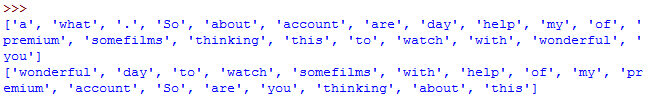 >>>
['a', 'what', '.', 'So', 'about', 'account', 'are', 'day', 'help', 'my', 'of', '
premium', 'somefilms', 'thinking', 'this', 'to', 'watch', 'with', 'wonderful', '
you']
['wonderful', 'day', 'to', 'watch', 'somefilms', 'with', 'help', 'of', 'my', 'pr
emium', 'account', 'So', 'are', 'you', 'thinking', 'about', 'this']